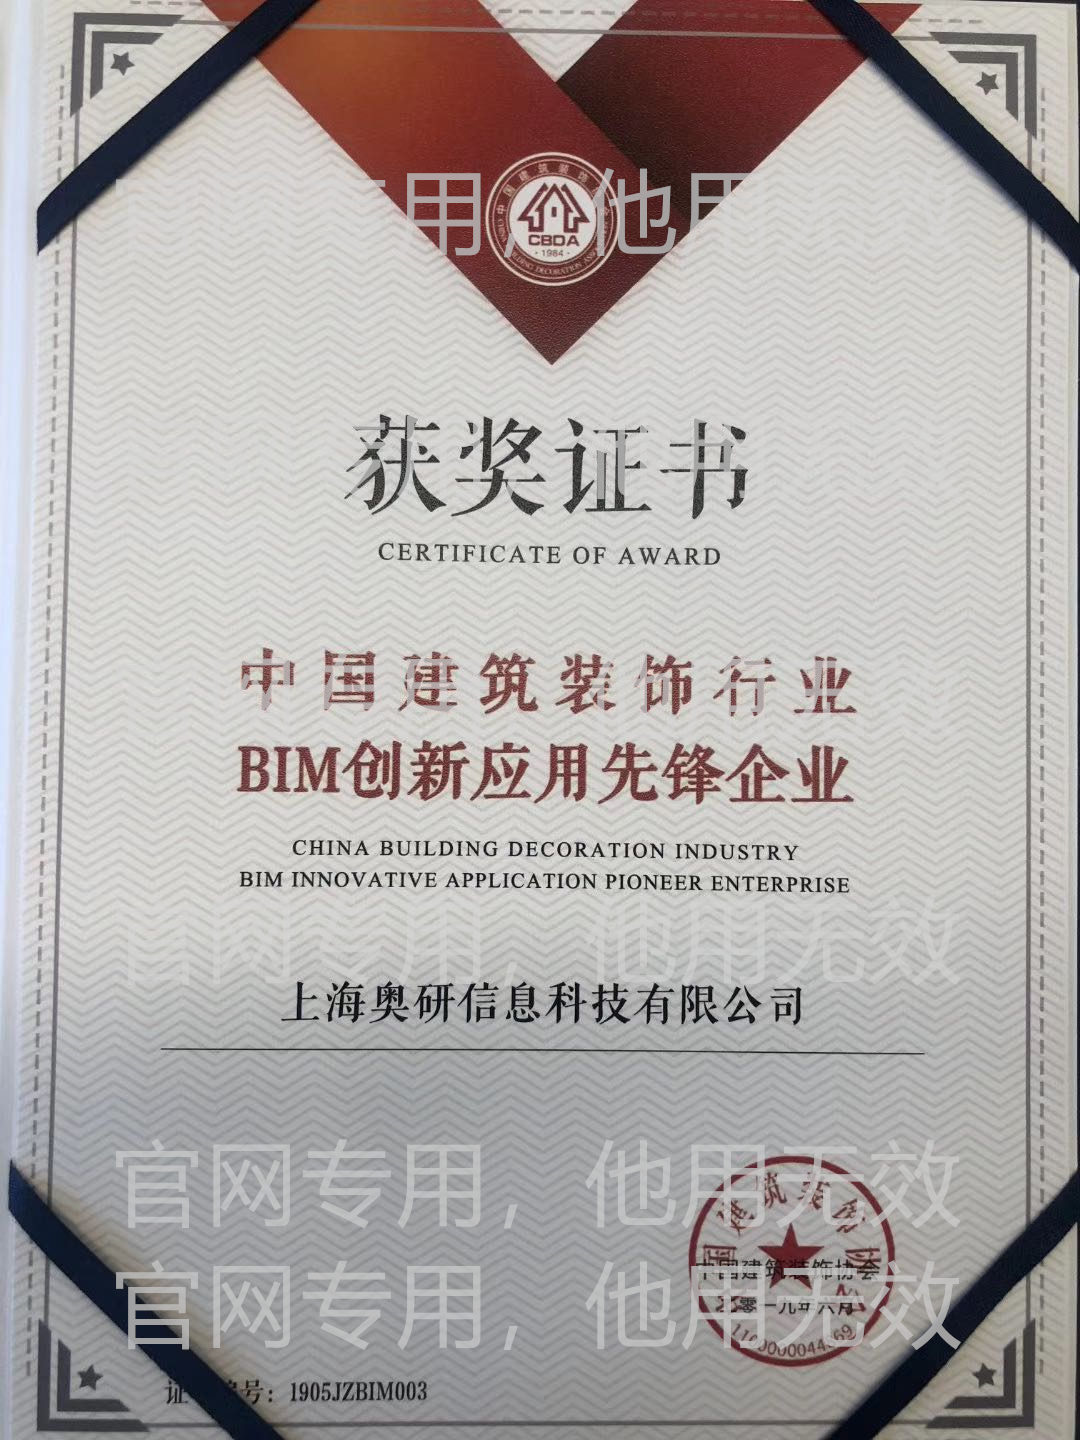 CBDA
1984
获奖证书
CERTIFICATE OF AWARD
中国建筑装饰行业
BIM创新应用先锋企业
CHINA BUILDING DECORATION INDUSTRY
BIM INNOVATIVE APPLICATION PIONEER ENTERPRISE
官网专用，他用无效
上海奥研信息科技有限公司
官网专用，他用无效
中国建筑装饰协会
二零一九年六月
官网专用，他用无效
证书编号：1905JZBIM003